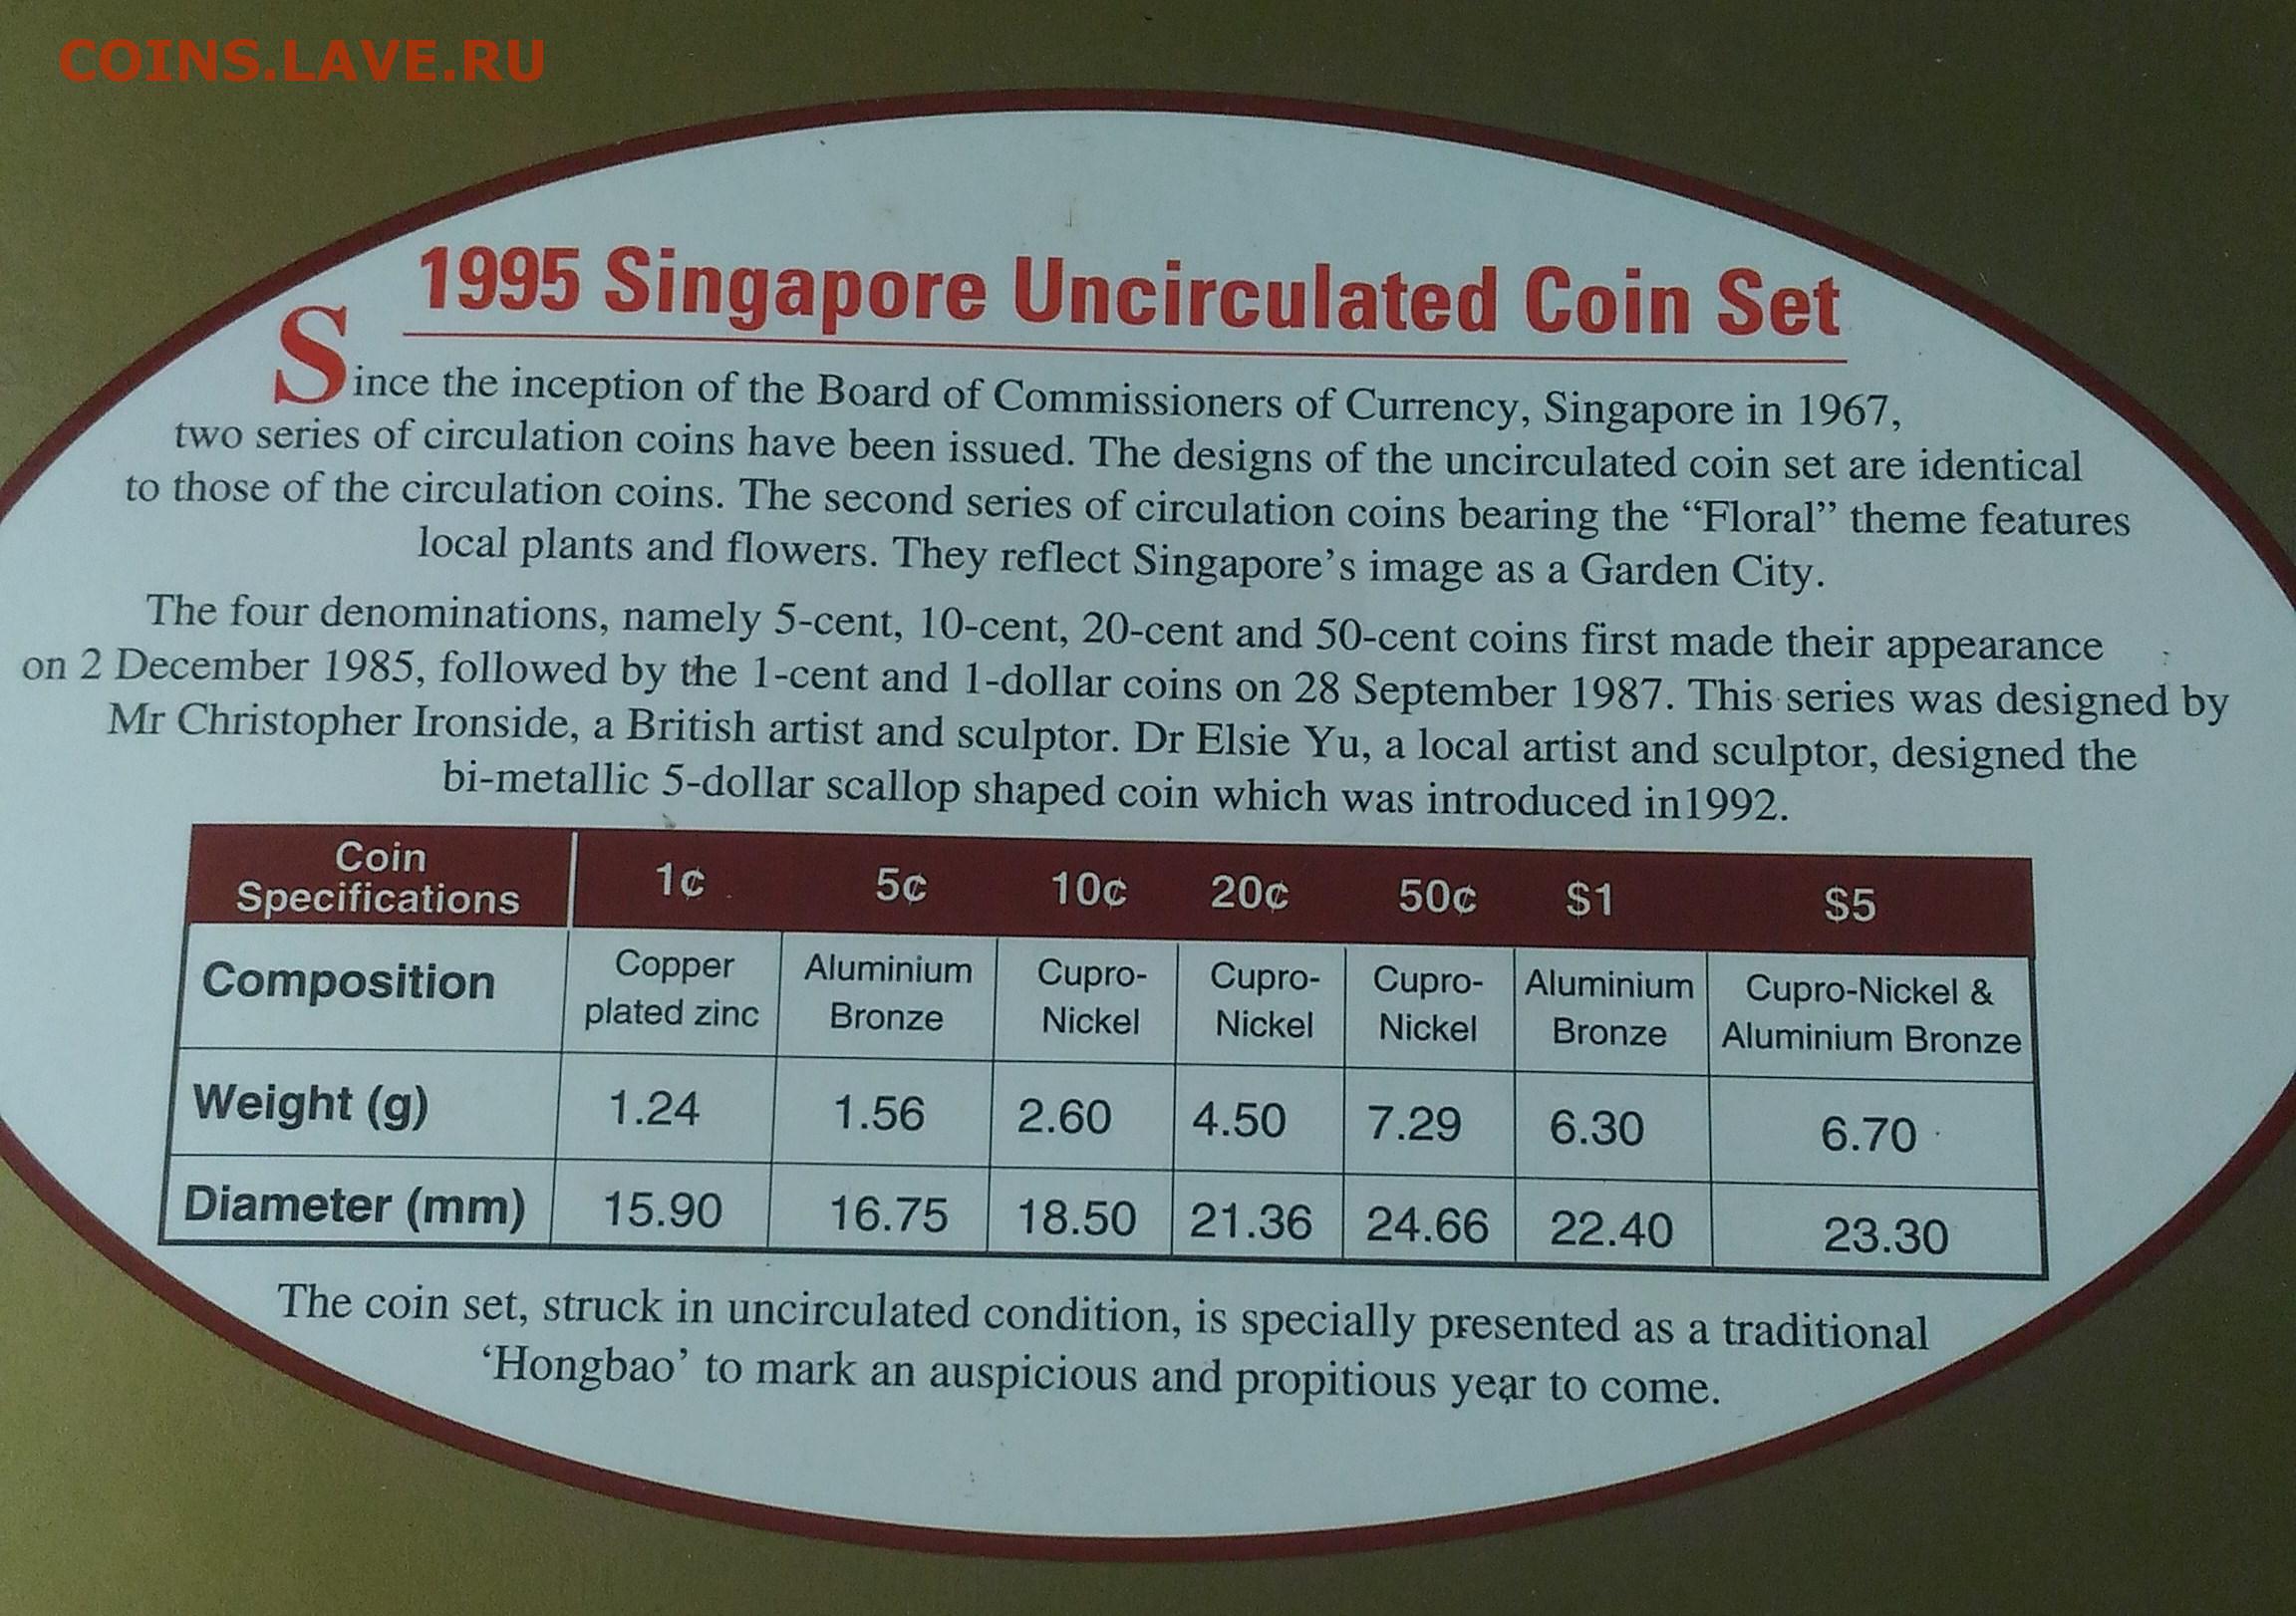 COINS.LAVE.RU
1995 Singapore Uncirculated Coin Set
Since the inception of the Board of Commissioners of Currency, Singapore in 1967,
two series of circulation coins have been issued. The designs of the uncirculated coin set are identical
to those of the circulation coins. The second series of circulation coins bearing the “Floral” theme features
local plants and flowers. They reflect Singapore’s image as a Garden City.
The four denominations, namely 5-cent, 10-cent, 20-cent and 50-cent coins first made their appearance
on 2 December 1985, followed by the 1-cent and 1-dollar coins on 28 September 1987. This series was designed by
Mr Christopher Ironside, a British artist and sculptor. Dr Elsie Yu, a local artist and sculptor, designed the
bi-metallic 5-dollar scallop shaped coin which was introduced in1992.
Coin Specifications 1¢ 5¢ 10¢ 20¢ 50¢ $1 $5
Composition Copper plated zinc Aluminium Bronze Cupro-Nickel Cupro-Nickel Cupro-Nickel Aluminium Bronze Cupro-Nickel & Aluminium Bronze
Weight (g) 1.24 1.56 2.60 4.50 7.29 6.30 6.70
Diameter (mm) 15.90 16.75 18.50 21.36 24.66 22.40 23.30
The coin set, struck in uncirculated condition, is specially presented as a traditional
‘Hongbao’ to mark an auspicious and propitious year to come.